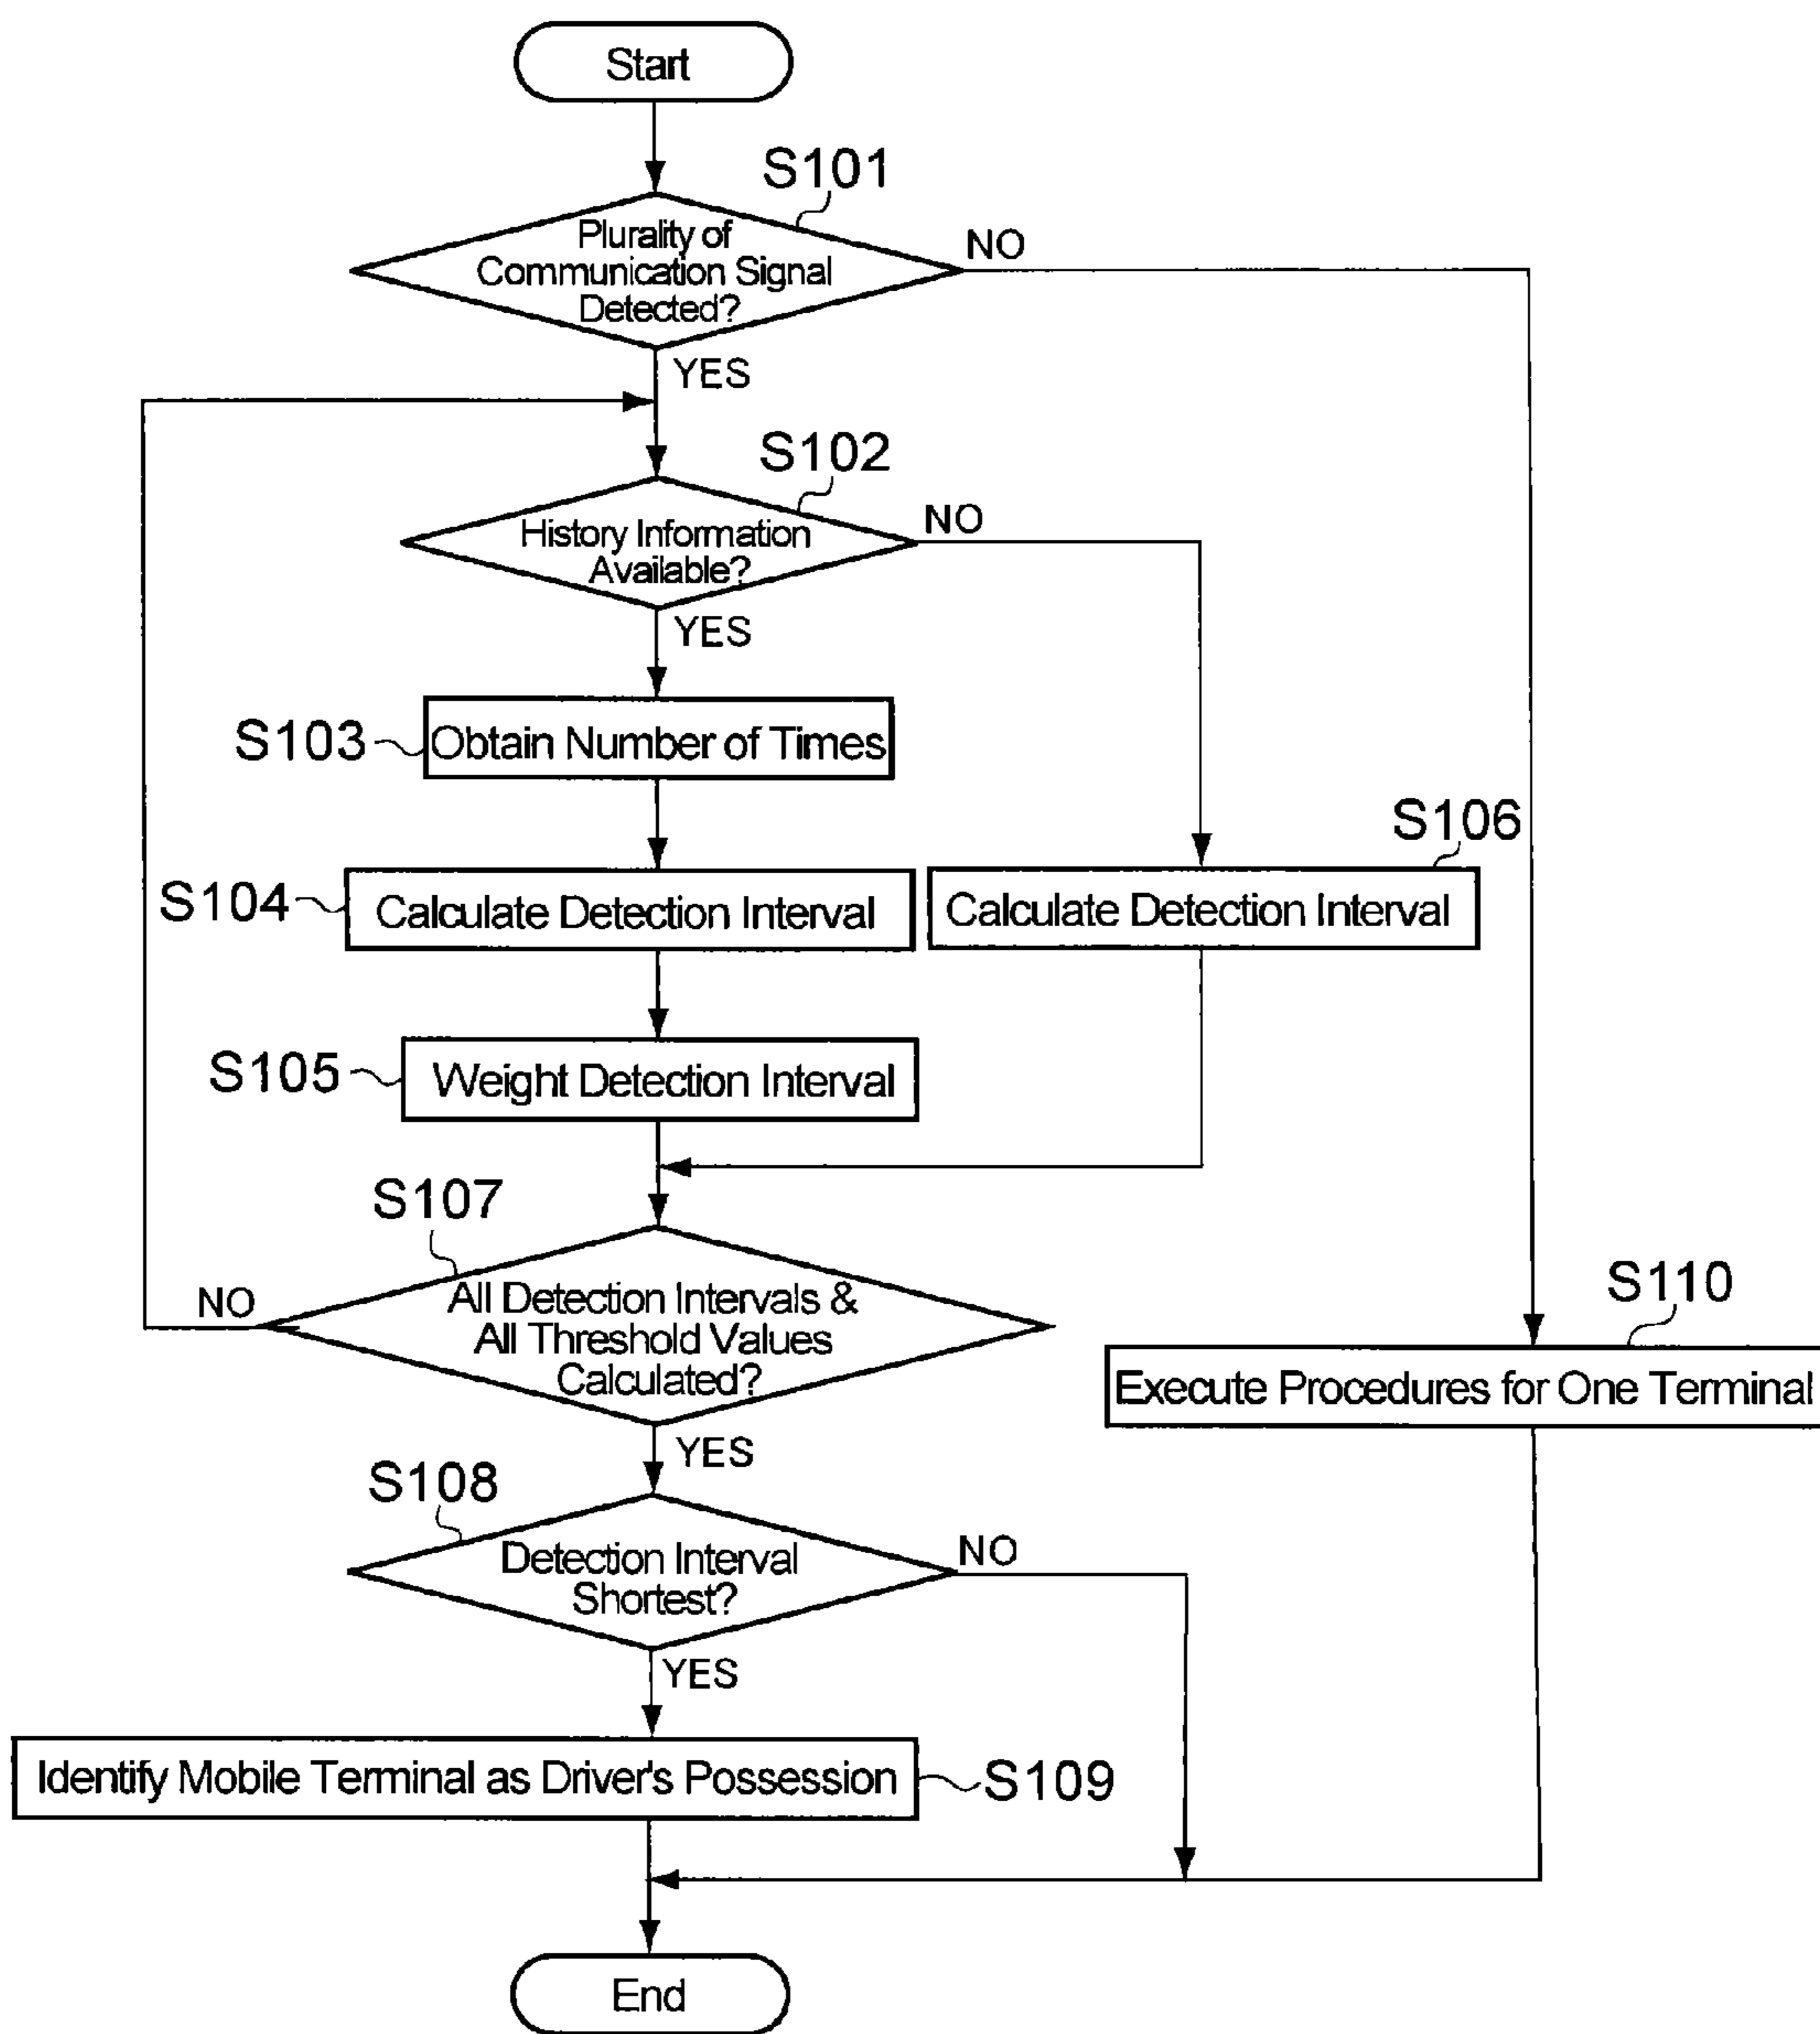 Start
S101
Plurality of
Communication Signal
Detected?
NO
YES
S102
History Information
Available?
NO
YES
S103
Obtain Number of Times
S106
S104
Calculate Detection Interval
Calculate Detection Interval
S105
Weight Detection Interval
S107
All Detection Intervals &
All Threshold Values
Calculated?
NO
YES
S110
Execute Procedures for One Terminal
S108
Detection Interval
Shortest?
NO
YES
Identify Mobile Terminal as Driver's Possession
S109
End